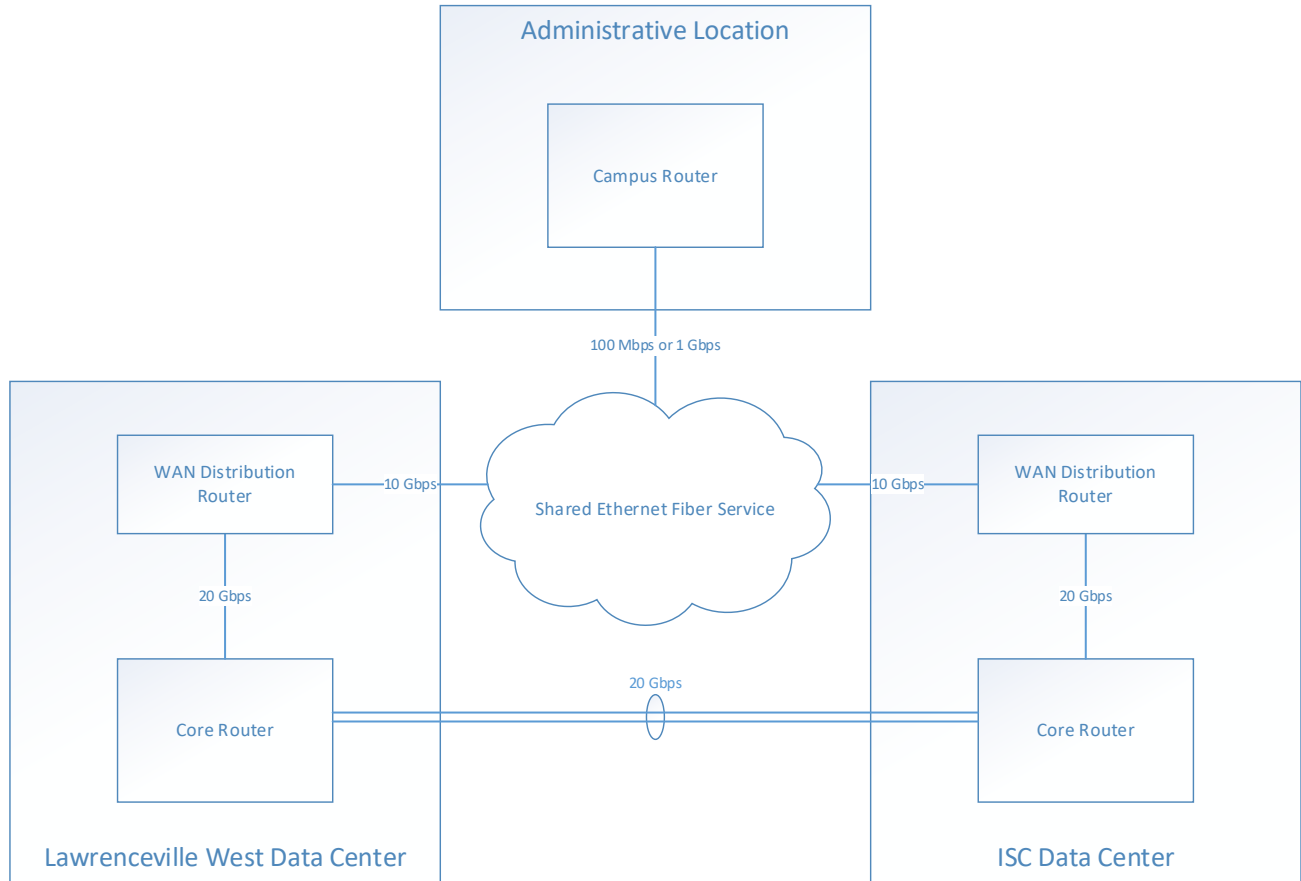 Administrative Location
Campus Router
100 Mbps or 1 Gbps
WAN Distribution
Router
10 Gbps
Shared Ethernet Fiber Service
10 Gbps
WAN Distribution
Router
20 Gbps
20 Gbps
Core Router
20 Gbps
Core Router
Lawrenceville West Data Center
ISC Data Center